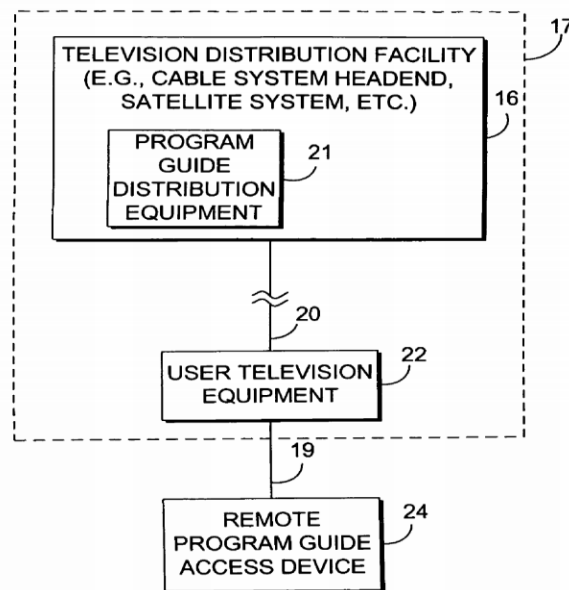 17
TELEVISION DISTRIBUTION FACILITY
(E.G., CABLE SYSTEM HEADEND,
SATELLITE SYSTEM, ETC.)
16
PROGRAM
GUIDE
DISTRIBUTION
EQUIPMENT
21
20
22
USER TELEVISION
EQUIPMENT
19
24
REMOTE
PROGRAM GUIDE
ACCESS DEVICE